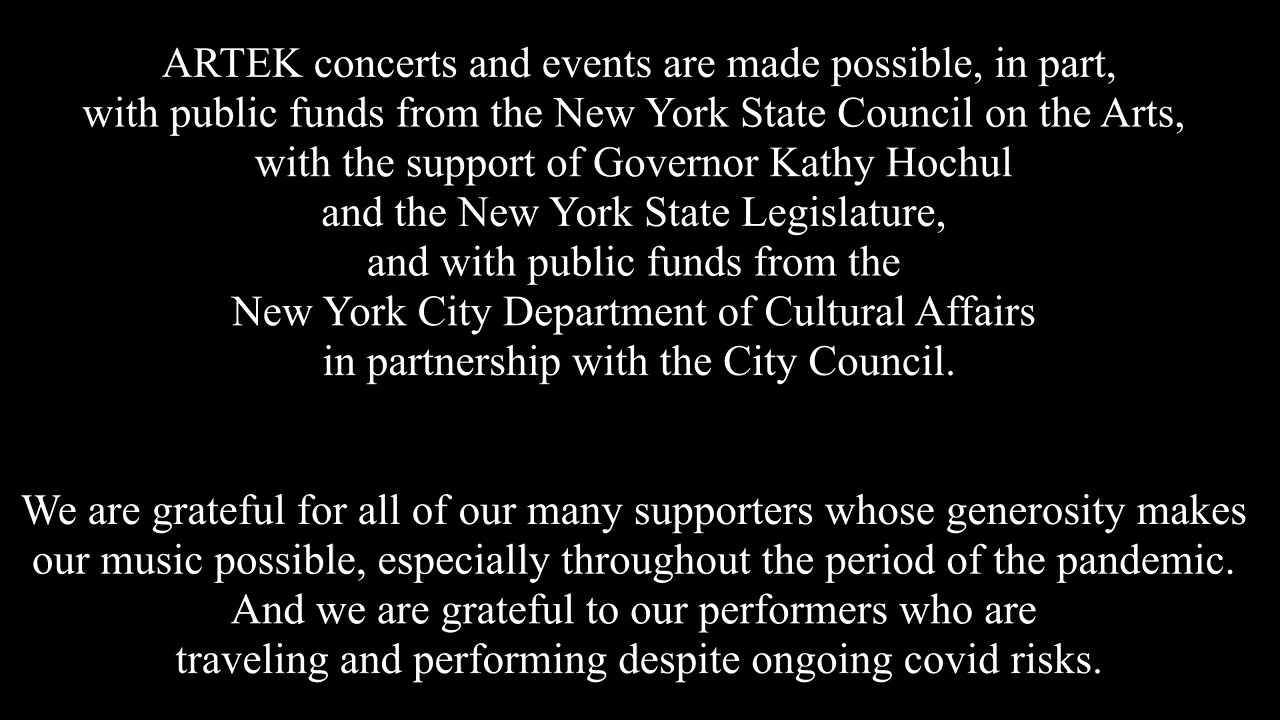 ARTEK concerts and events are made possible, in part,
with public funds from the New York State Council on the Arts,
with the support of Governor Kathy Hochul
and the New York State Legislature,
and with public funds from the
New York City Department of Cultural Affairs
in partnership with the City Council.
We are grateful for all of our many supporters whose generosity makes
our music possible, especially throughout the period of the pandemic.
And we are grateful to our performers who are
traveling and performing despite ongoing covid risks.